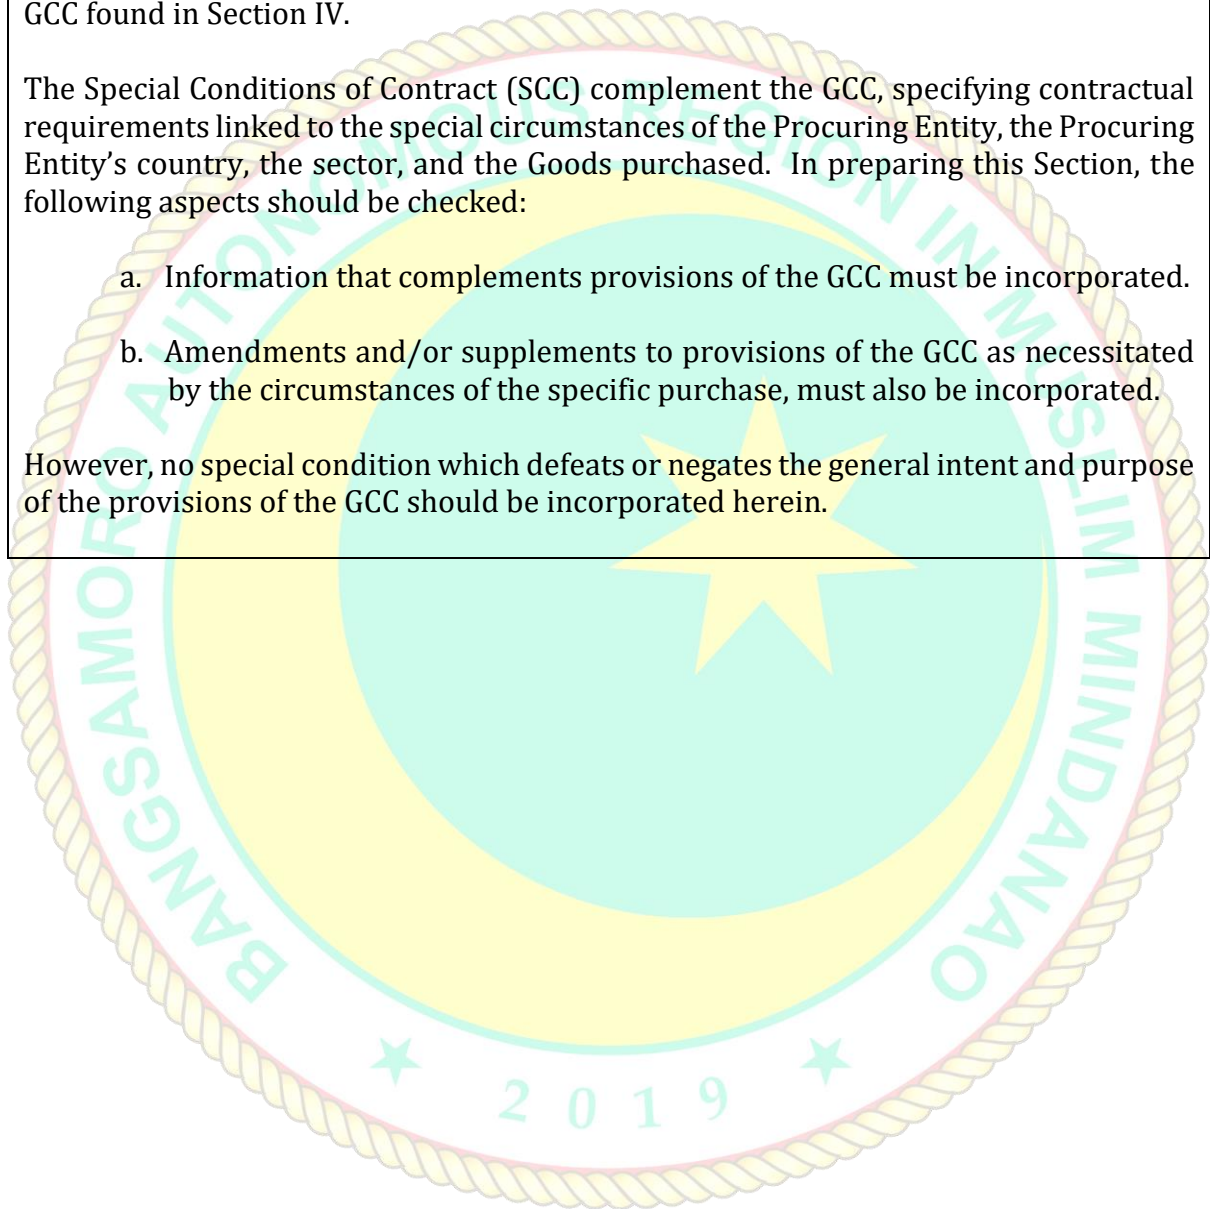 GCC found in Section IV.
The Special Conditions of Contract (SCC) complement the GCC, specifying contractual
requirements linked to the special circumstances of the Procuring Entity, the Procuring
Entity’s country, the sector, and the Goods purchased. In preparing this Section, the
following aspects should be checked:
a. Information that complements provisions of the GCC must be incorporated.
b. Amendments and/or supplements to provisions of the GCC as necessitated
by the circumstances of the specific purchase, must also be incorporated.
However, no special condition which defeats or negates the general intent and purpose
of the provisions of the GCC should be incorporated herein.
BANGSAMORO AUTONOMOUS REGION IN MUSLIM MINDANAO
2019